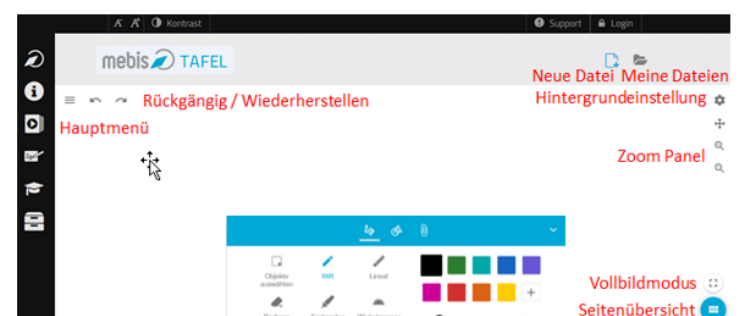 Kontrast Support Login
mebis TAFEL
Neue Datei Meine Dateien
Rückgängig / Wiederherstellen Hintergrundeinstellung
Hauptmenü
Zoom Panel
Objekte auswählen Stift Lineal
Vollbildmodus
Seitenübersicht